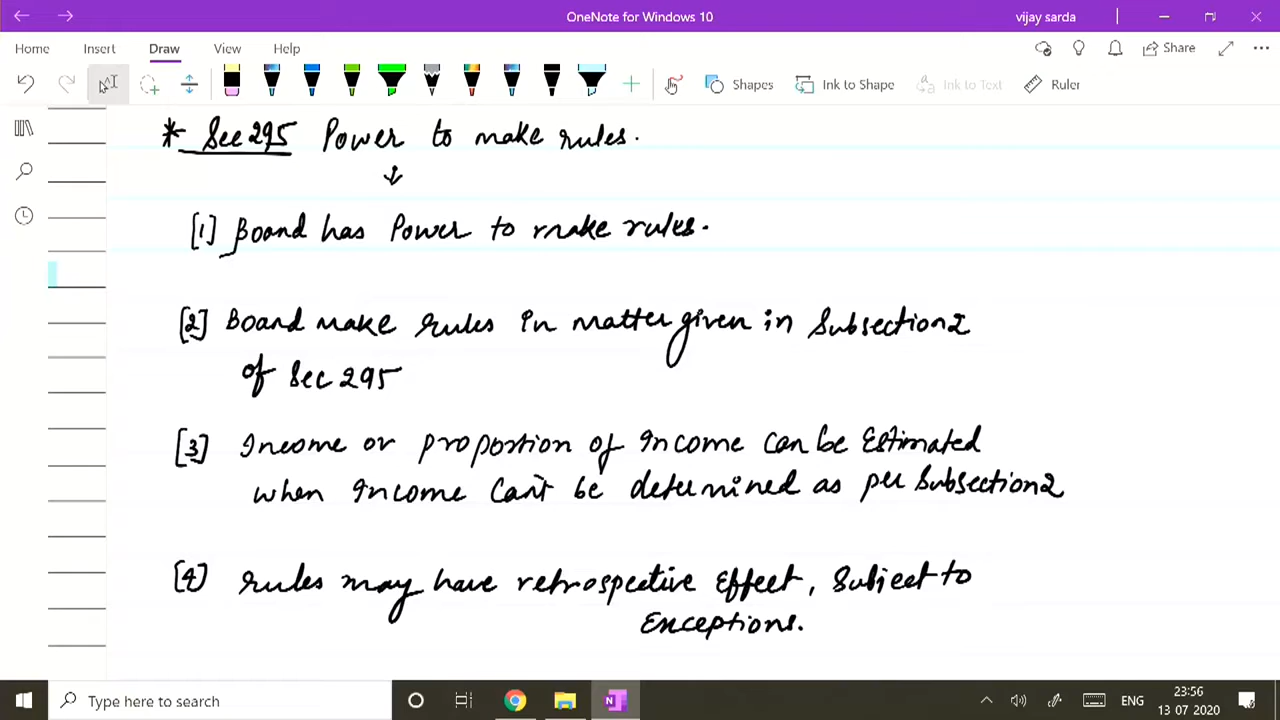 OneNote for Windows 10
vijay sarda
Home Insert Draw View Help
Share
Shapes Ink to Shape Ink to Text Ruler
* Sec 295 Power to make rules.
[1] Board has Power to make rules.
[2] Board make rules in matter given in Subsection 2
of Sec 295
[3] Income or proportion of Income can be Estimated
when Income can't be determined as per Subsection 2
[4] rules may have retrospective Effect, Subject to
Exceptions.
Type here to search
ENG
23:56
13-07-2020
3